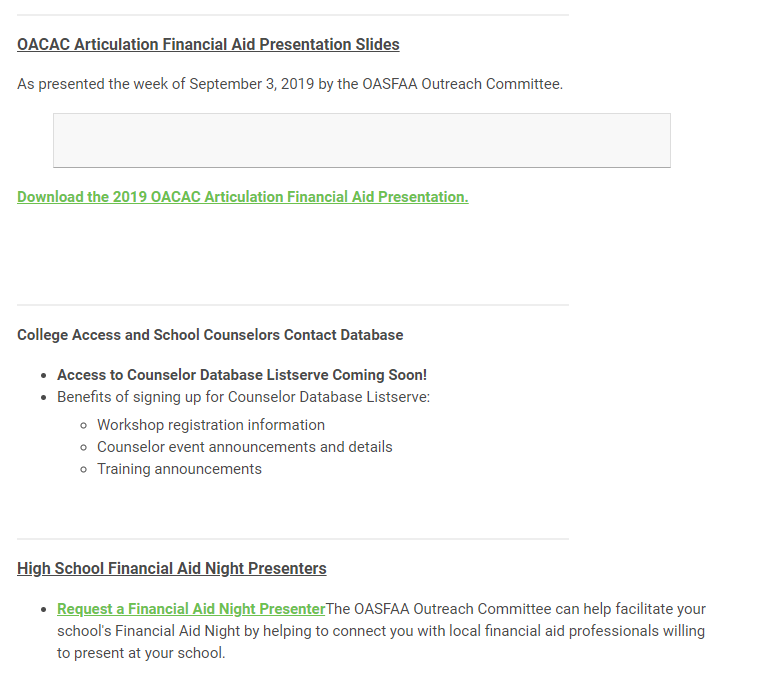 OACAC Articulation Financial Aid Presentation Slides
As presented the week of September 3, 2019 by the OASFAA Outreach Committee.
Download the 2019 OACAC Articulation Financial Aid Presentation.
College Access and School Counselors Contact Database
Access to Counselor Database Listserve Coming Soon!
Benefits of signing up for Counselor Database Listserve:
Workshop registration information
Counselor event announcements and details
Training announcements
High School Financial Aid Night Presenters
Request a Financial Aid Night PresenterThe OASFAA Outreach Committee can help facilitate your
school's Financial Aid Night by helping to connect you with local financial aid professionals willing
to present at your school.